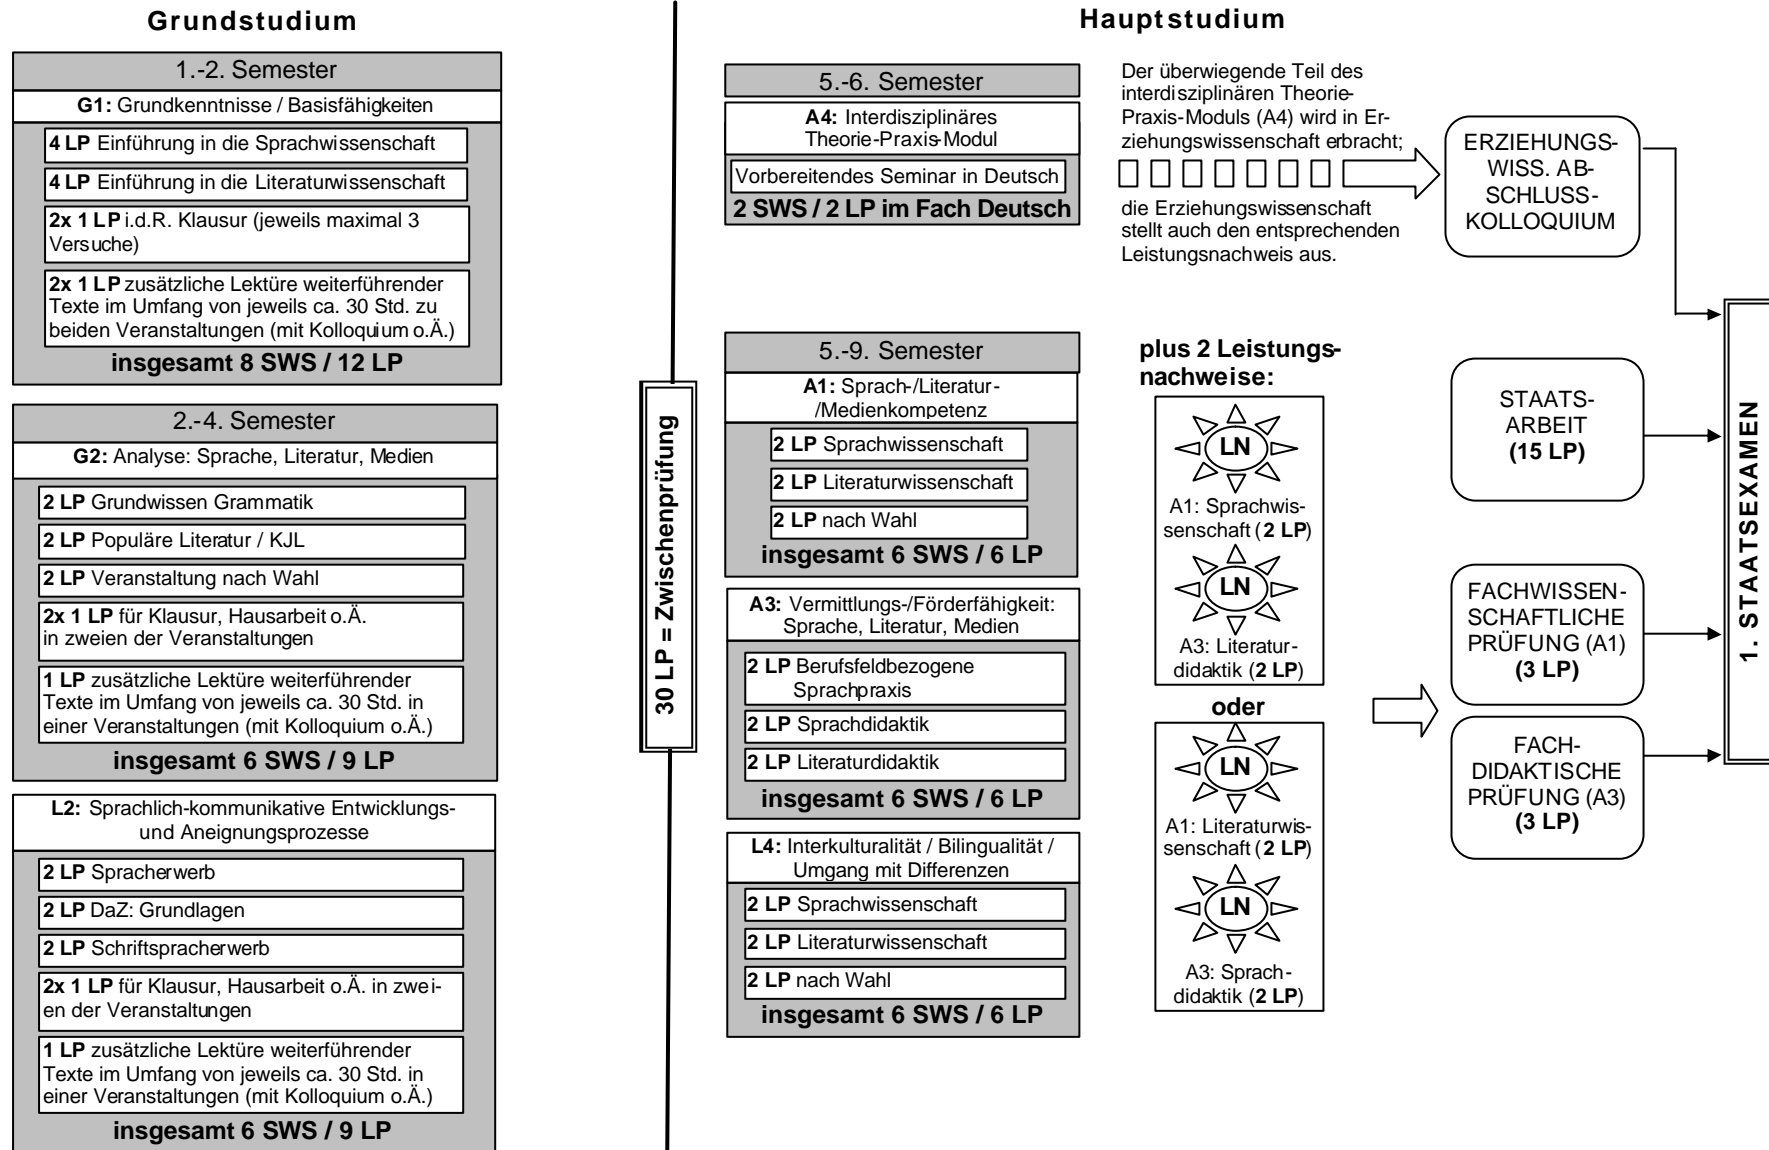 Grundstudium
1.-2. Semester
G1: Grundkenntnisse / Basisfähigkeiten
4 LP Einführung in die Sprachwissenschaft
4 LP Einführung in die Literaturwissenschaft
2x 1 LP i.d.R. Klausur (jeweils maximal 3
Versuche)
2x 1 LP zusätzliche Lektüre weiterführender
Texte im Umfang von jeweils ca. 30 Std. zu
beiden Veranstaltungen (mit Kolloquium o.Ä.)
insgesamt 8 SWS / 12 LP
2.-4. Semester
G2: Analyse: Sprache, Literatur, Medien
2 LP Grundwissen Grammatik
2 LP Populäre Literatur / KJL
2 LP Veranstaltung nach Wahl
2x 1 LP für Klausur, Hausarbeit o.Ä.
in zweien der Veranstaltungen
1 LP zusätzliche Lektüre weiterführender
Texte im Umfang von jeweils ca. 30 Std. in
einer Veranstaltungen (mit Kolloquium o.Ä.)
insgesamt 6 SWS / 9 LP
L2: Sprachlich-kommunikative Entwicklungs-
und Aneignungsprozesse
2 LP Spracherwerb
2 LP DaZ: Grundlagen
2 LP Schriftspracherwerb
2x 1 LP für Klausur, Hausarbeit o.Ä. in zwei-
en der Veranstaltungen
1 LP zusätzliche Lektüre weiterführender
Texte im Umfang von jeweils ca. 30 Std. in
einer Veranstaltungen (mit Kolloquium o.Ä.)
insgesamt 6 SWS / 9 LP
30 LP = Zwischenprüfung
Hauptstudium
5.-6. Semester
A4: Interdisziplinäres
Theorie-Praxis-Modul
Vorbereitendes Seminar in Deutsch
2 SWS / 2 LP im Fach Deutsch
Der überwiegende Teil des
interdisziplinären Theorie-
Praxis-Moduls (A4) wird in Er-
ziehungswissenschaft erbracht;
die Erziehungswissenschaft
stellt auch den entsprechenden
Leistungsnachweis aus.
ERZIEHUNGS-
WISS. AB-
SCHLUSS-
KOLLOQUIUM
5.-9. Semester
A1: Sprach-/Literatur-
/Medienkompetenz
2 LP Sprachwissenschaft
2 LP Literaturwissenschaft
2 LP nach Wahl
insgesamt 6 SWS / 6 LP
A3: Vermittlungs-/Förderfähigkeit:
Sprache, Literatur, Medien
2 LP Berufsfeldbezogene
Sprachpraxis
2 LP Sprachdidaktik
2 LP Literaturdidaktik
insgesamt 6 SWS / 6 LP
L4: Interkulturalität / Bilingualität /
Umgang mit Differenzen
2 LP Sprachwissenschaft
2 LP Literaturwissenschaft
2 LP nach Wahl
insgesamt 6 SWS / 6 LP
plus 2 Leistungs-
nachweise:
LN
A1: Sprachwis-
senschaft (2 LP)
LN
A3: Literatur-
didaktik (2 LP)
oder
LN
A1: Literaturwis-
senschaft (2 LP)
LN
A3: Sprach-
didaktik (2 LP)
STAATS-
ARBEIT
(15 LP)
FACHWISSEN-
SCHAFTLICHE
PRÜFUNG (A1)
(3 LP)
FACH-
DIDAKTISCHE
PRÜFUNG (A3)
(3 LP)
1. STAATSEXAMEN